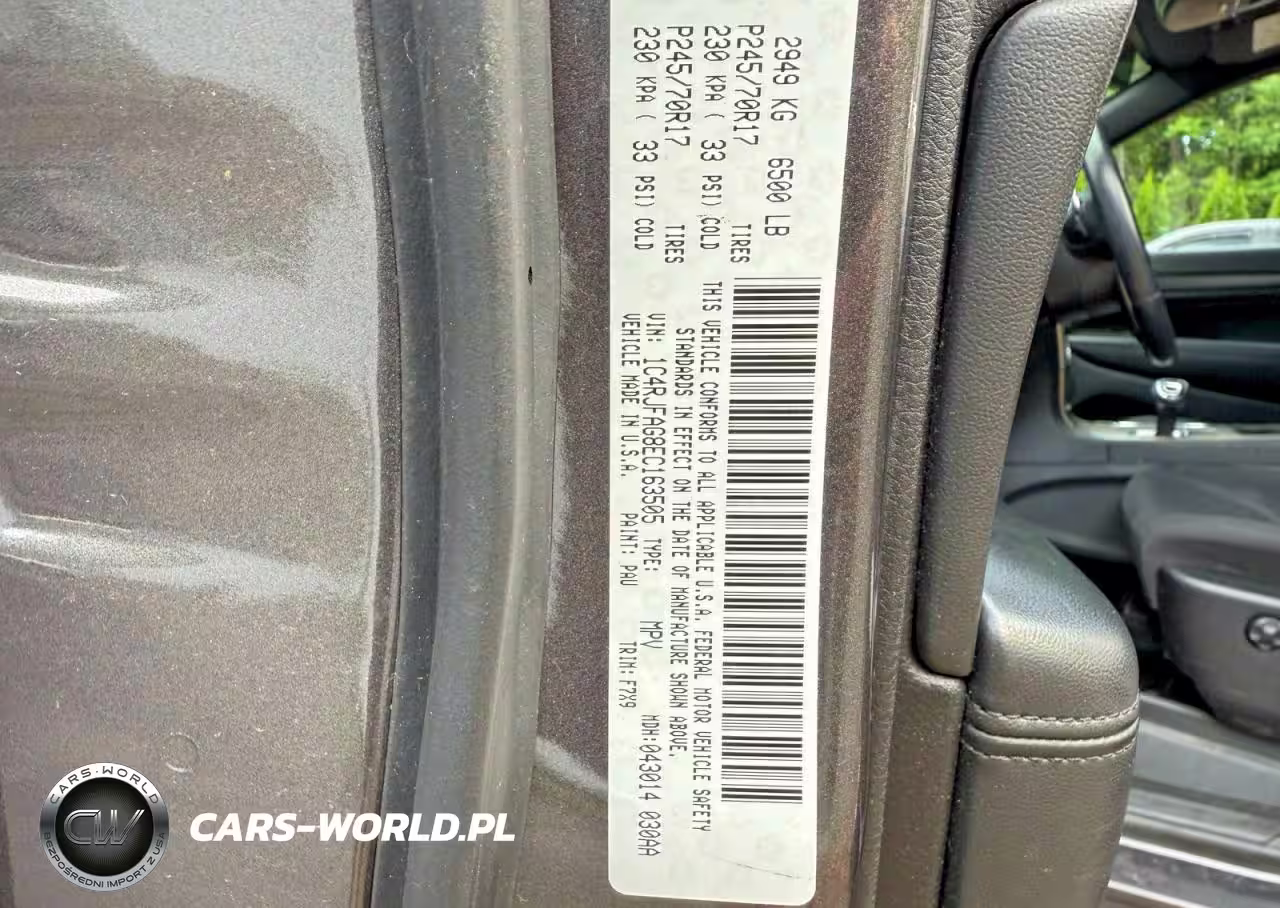 2949 KG 6500 LB
P245/70R17 TIRES
230 KPA ( 33 PSI) COLD
P245/70R17 TIRES
230 KPA ( 33 PSI) COLD
THIS VEHICLE CONFORMS TO ALL APPLICABLE U.S.A. FEDERAL MOTOR VEHICLE SAFETY
STANDARDS IN EFFECT ON THE DATE OF MANUFACTURE SHOWN ABOVE.
VIN: 1C4RJFAG8EC163505 TYPE: MPV MDH:043014 030AA
VEHICLE MADE IN U.S.A. PAINT: PAU TRIM: F7X9
CARS-WORLD
CW
BEZPOŚREDNI IMPORT Z USA
CARS-WORLD.PL